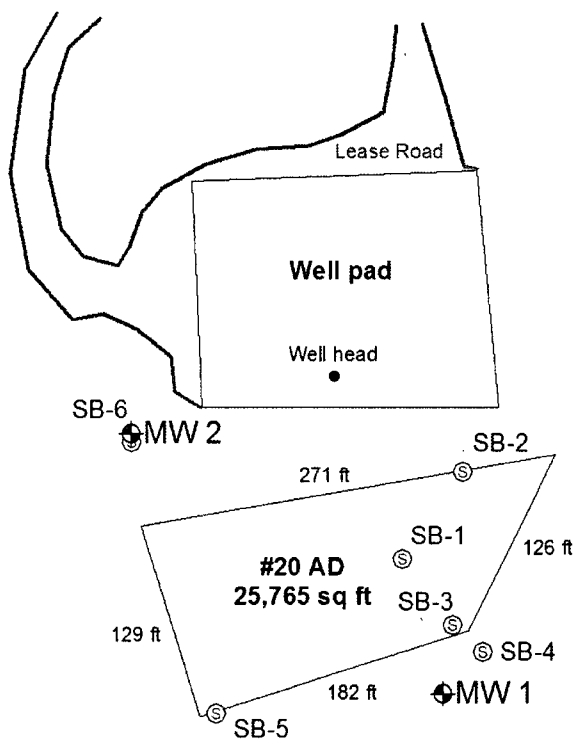 Lease Road
Well pad
Well head
SB-6
MW 2
SB-2
271 ft
SB-1
#20 AD
25,765 sq ft
126 ft
SB-3
129 ft
SB-4
182 ft
MW 1
SB-5
S
S
S
S
S